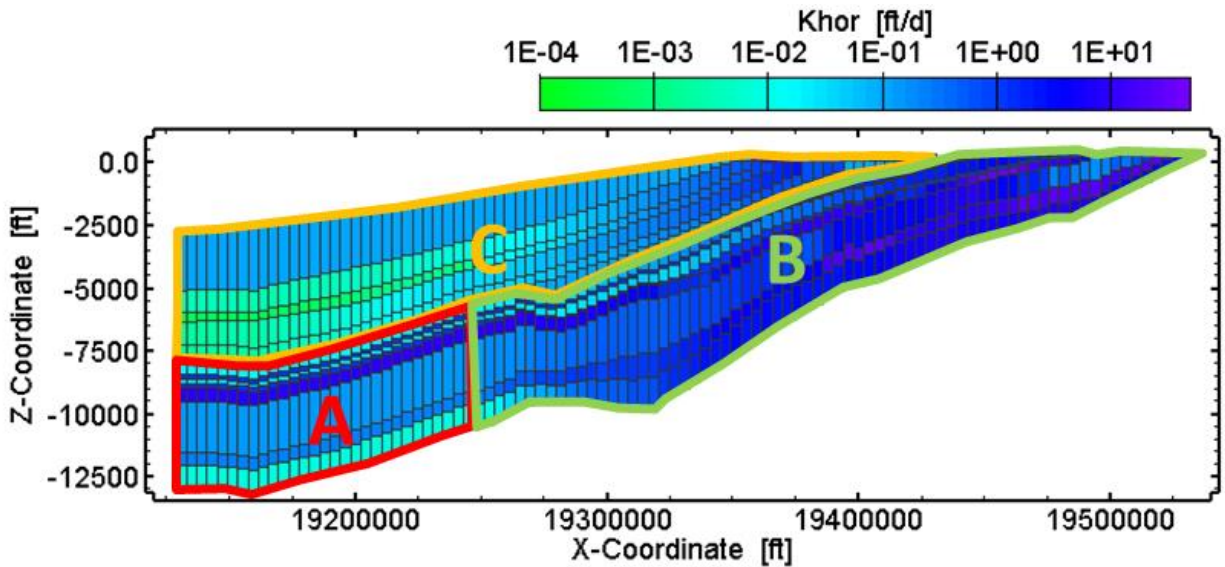 Khor [ft/d]
1E-04 1E-03 1E-02 1E-01 1E+00 1E+01
0.0
-2500
-5000
-7500
-10000
-12500
Z-Coordinate [ft]
C
B
A
19200000 19300000 19400000 19500000
X-Coordinate [ft]